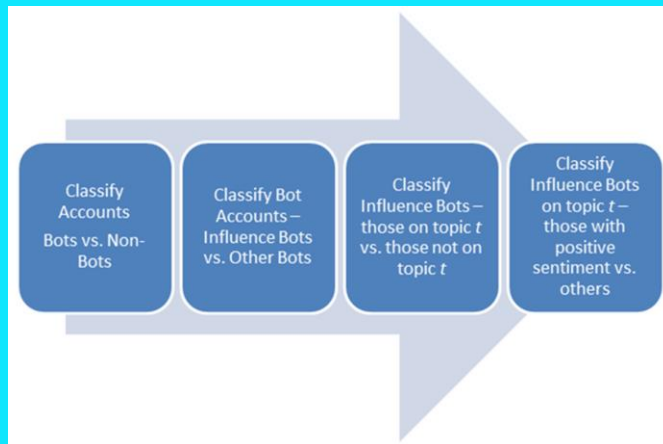 Classify
Accounts
Bots vs. Non-
Bots
Classify Bot
Accounts –
Influence Bots
vs. Other Bots
Classify
Influence Bots –
those on topic t
vs. those not on
topic t
Classify
Influence Bots
on topic t –
those with
positive
sentiment vs.
others